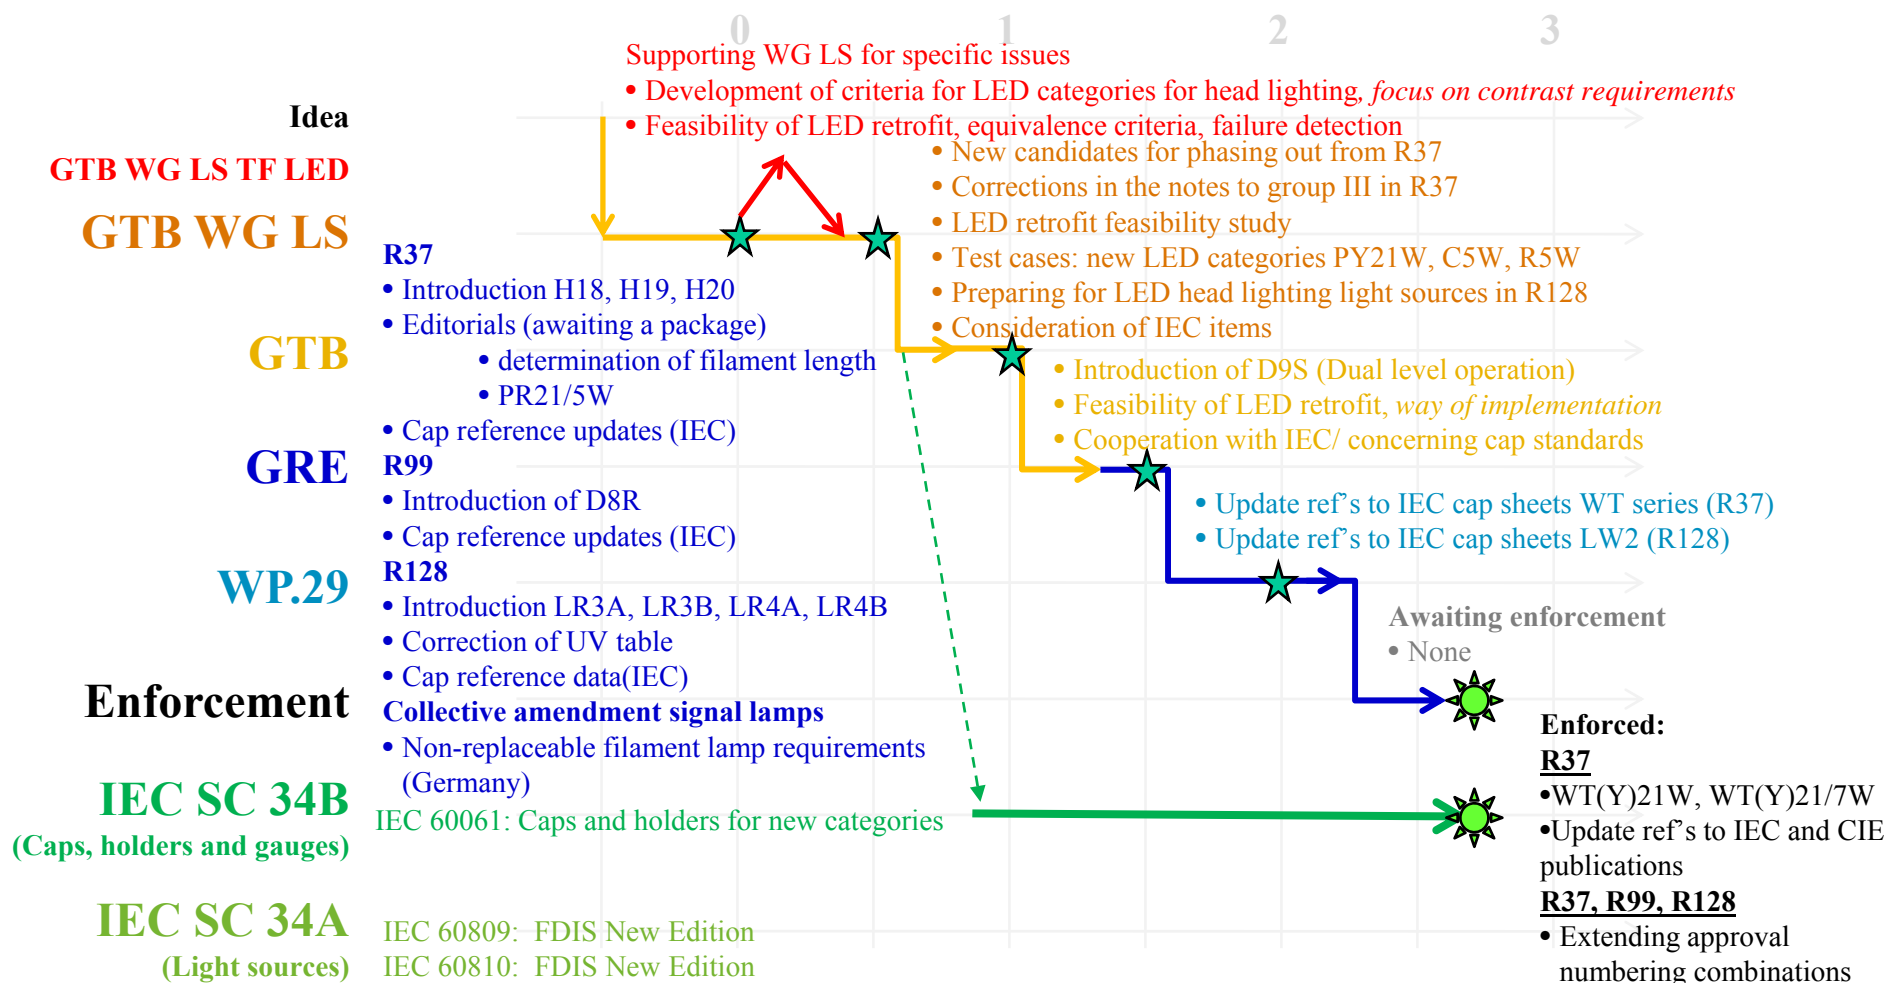 0 1 2 3
Supporting WG LS for specific issues
• Development of criteria for LED categories for head lighting, focus on contrast requirements
• Feasibility of LED retrofit, equivalence criteria, failure detection
Idea
GTB WG LS TF LED
GTB WG LS
GTB
GRE
WP.29
Enforcement
IEC SC 34B
(Caps, holders and gauges)
IEC SC 34A
(Light sources)
• New candidates for phasing out from R37
• Corrections in the notes to group III in R37
• LED retrofit feasibility study
• Test cases: new LED categories PY21W, C5W, R5W
• Preparing for LED head lighting light sources in R128
• Consideration of IEC items
R37
• Introduction H18, H19, H20
• Editorials (awaiting a package)
• determination of filament length
• PR21/5W
• Cap reference updates (IEC)
R99
• Introduction of D8R
• Cap reference updates (IEC)
R128
• Introduction LR3A, LR3B, LR4A, LR4B
• Correction of UV table
• Cap reference data(IEC)
Collective amendment signal lamps
• Non-replaceable filament lamp requirements
(Germany)
IEC 60061: Caps and holders for new categories
IEC 60809: FDIS New Edition
IEC 60810: FDIS New Edition
• Introduction of D9S (Dual level operation)
• Feasibility of LED retrofit, way of implementation
• Cooperation with IEC/ concerning cap standards
• Update ref's to IEC cap sheets WT series (R37)
• Update ref's to IEC cap sheets LW2 (R128)
Awaiting enforcement
• None
Enforced:
R37
•WT(Y)21W, WT(Y)21/7W
•Update ref's to IEC and CIE
publications
R37, R99, R128
• Extending approval
numbering combinations